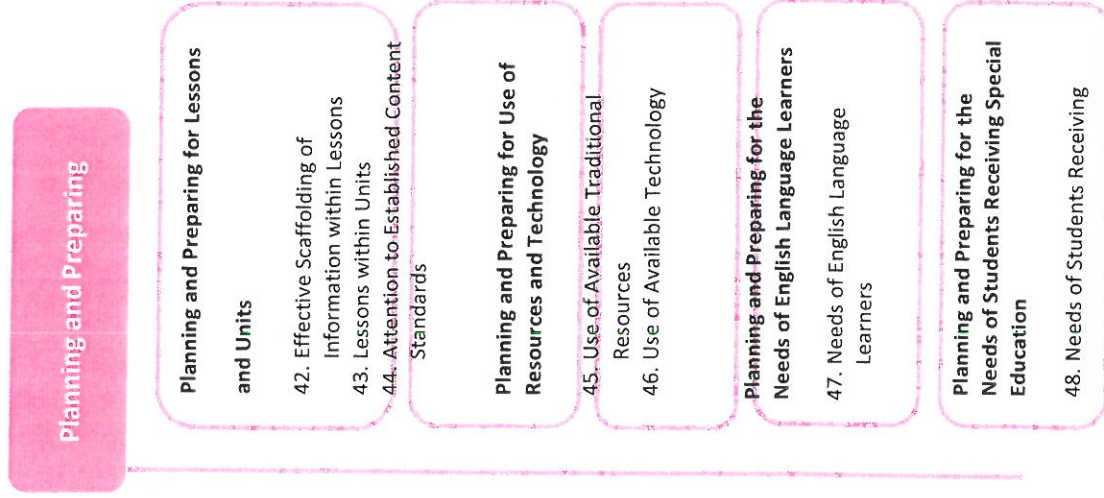 Planning and Preparing
Planning and Preparing for Lessons
and Units
42. Effective Scaffolding of
Information within Lessons
43. Lessons within Units
44. Attention to Established Content
Standards
Planning and Preparing for Use of
Resources and Technology
45. Use of Available Traditional
Resources
46. Use of Available Technology
Planning and Preparing for the
Needs of English Language Learners
47. Needs of English Language
Learners
Planning and Preparing for the
Needs of Students Receiving Special
Education
48. Needs of Students Receiving